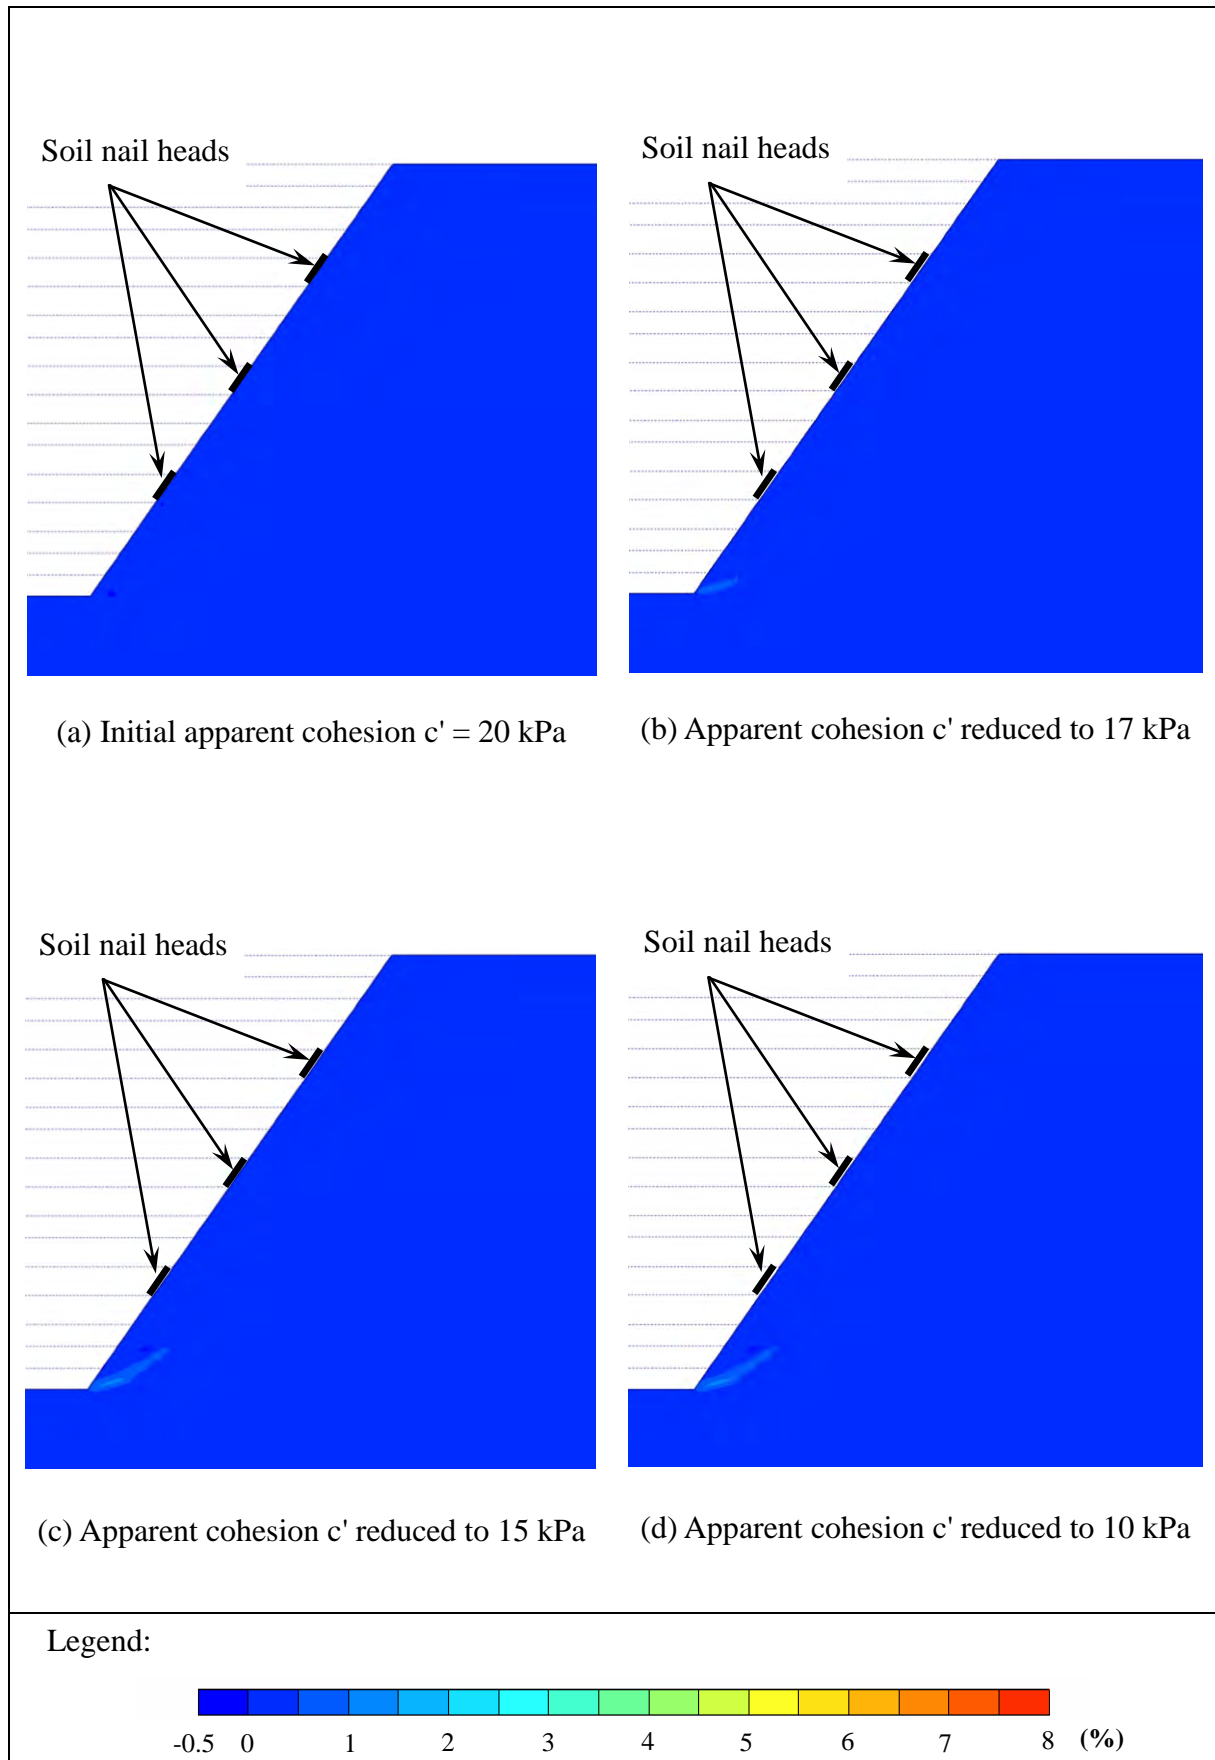 Soil nail heads
Soil nail heads
(a) Initial apparent cohesion c' = 20 kPa
(b) Apparent cohesion c' reduced to 17 kPa
Soil nail heads
Soil nail heads
(c) Apparent cohesion c' reduced to 15 kPa
(d) Apparent cohesion c' reduced to 10 kPa
Legend:
-0.5 0 1 2 3 4 5 6 7 8 (%)